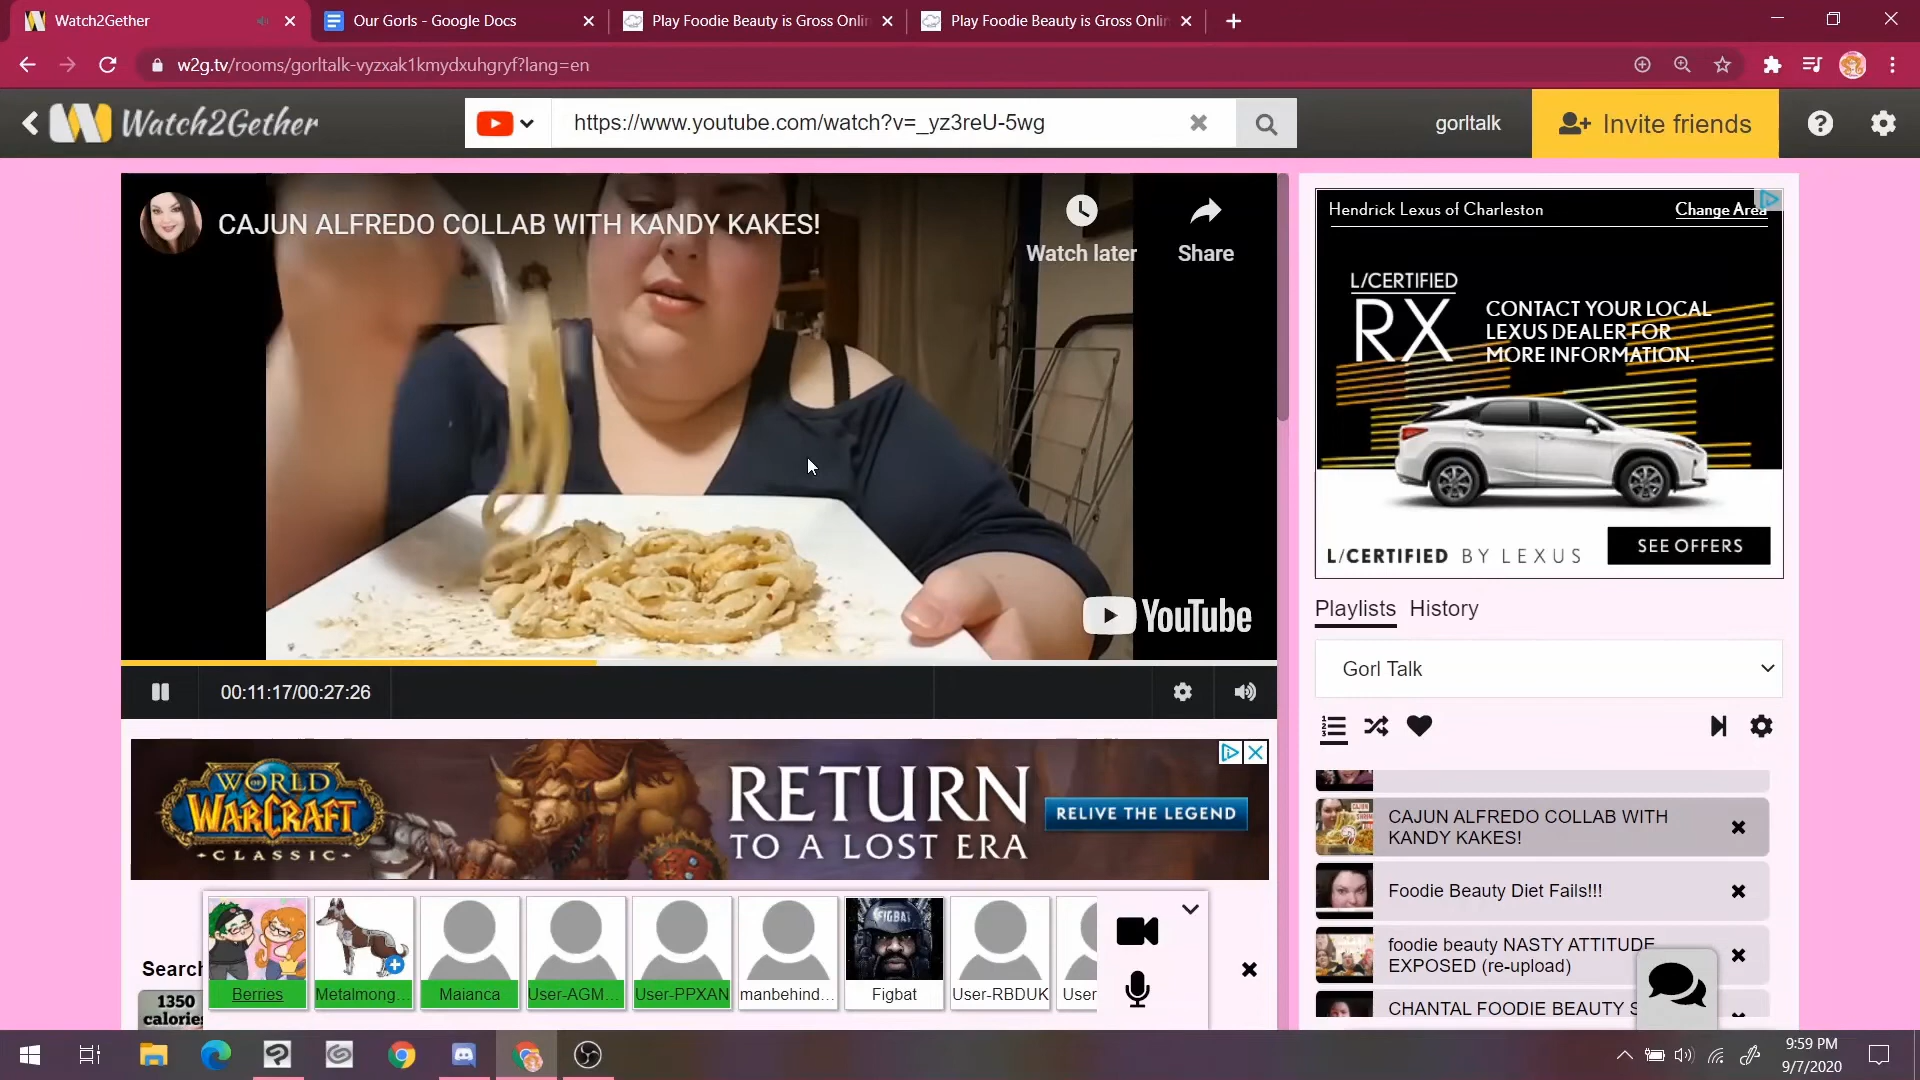 Watch2Gether
Our Gorls - Google Docs
Play Foodie Beauty is Gross Onlin
Play Foodie Beauty is Gross Onlin
w2g.tv/rooms/gorltalk-vyzxak1kmydxuhgryf?lang=en
Watch2Gether
https://www.youtube.com/watch?v=_yz3reU-5wg
gorltalk
Invite friends
CAJUN ALFREDO COLLAB WITH KANDY KAKES!
Watch later
Share
YouTube
00:11:17/00:27:26
Hendrick Lexus of Charleston
Change Area
L/CERTIFIED
RX
CONTACT YOUR LOCAL
LEXUS DEALER FOR
MORE INFORMATION.
L/CERTIFIED BY LEXUS
SEE OFFERS
Playlists
History
Gorl Talk
CAJUN ALFREDO COLLAB WITH
KANDY KAKES!
Foodie Beauty Diet Fails!!!
foodie beauty NASTY ATTITUDE
EXPOSED (re-upload)
CHANTAL FOODIE BEAUTY S
WORLD
OF
WARCRAFT
CLASSIC
RETURN
TO A LOST ERA
RELIVE THE LEGEND
Search
1350
calories
FIGBAT
Berries
Metalmong...
Maianca
User-AGM...
User-PPXAN
manbehind...
Figbat
User-RBDUK
User
9:59 PM
9/7/2020